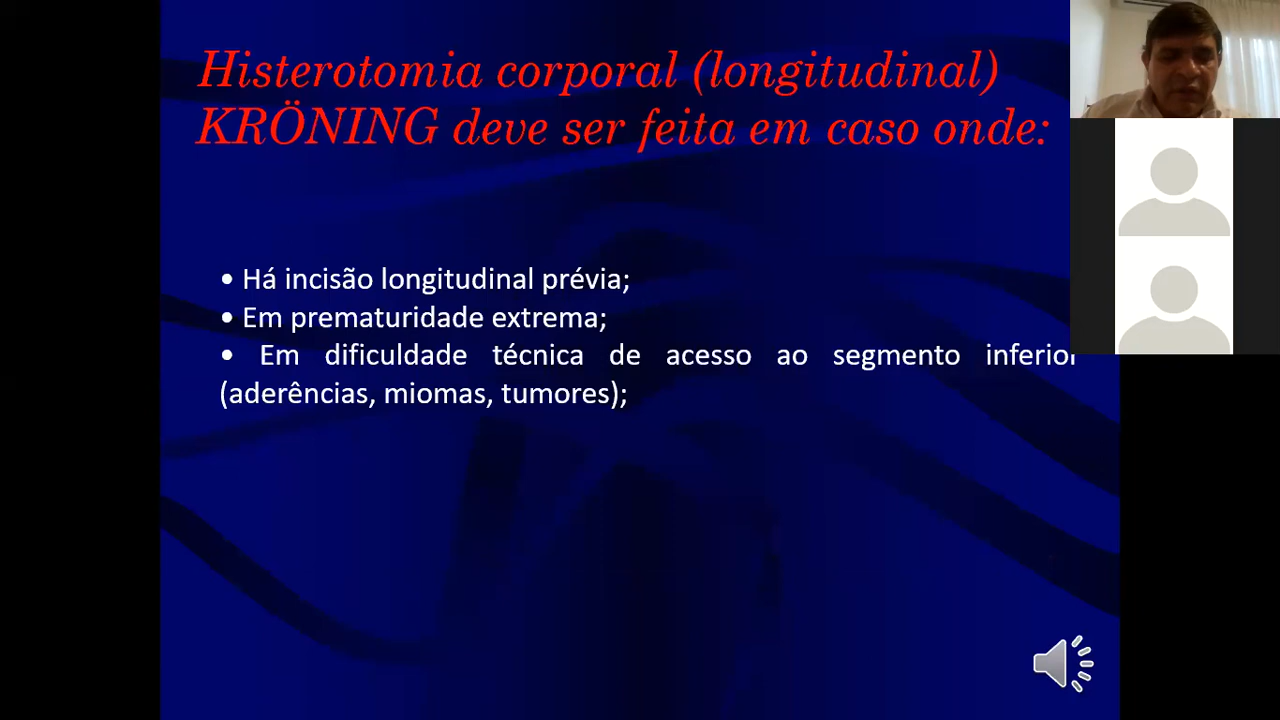 Histerotomia corporal (longitudinal)
KRÖNING deve ser feita em caso onde:
• Há incisão longitudinal prévia;
• Em prematuridade extrema;
• Em dificuldade técnica de acesso ao segmento inferior
(aderências, miomas, tumores);